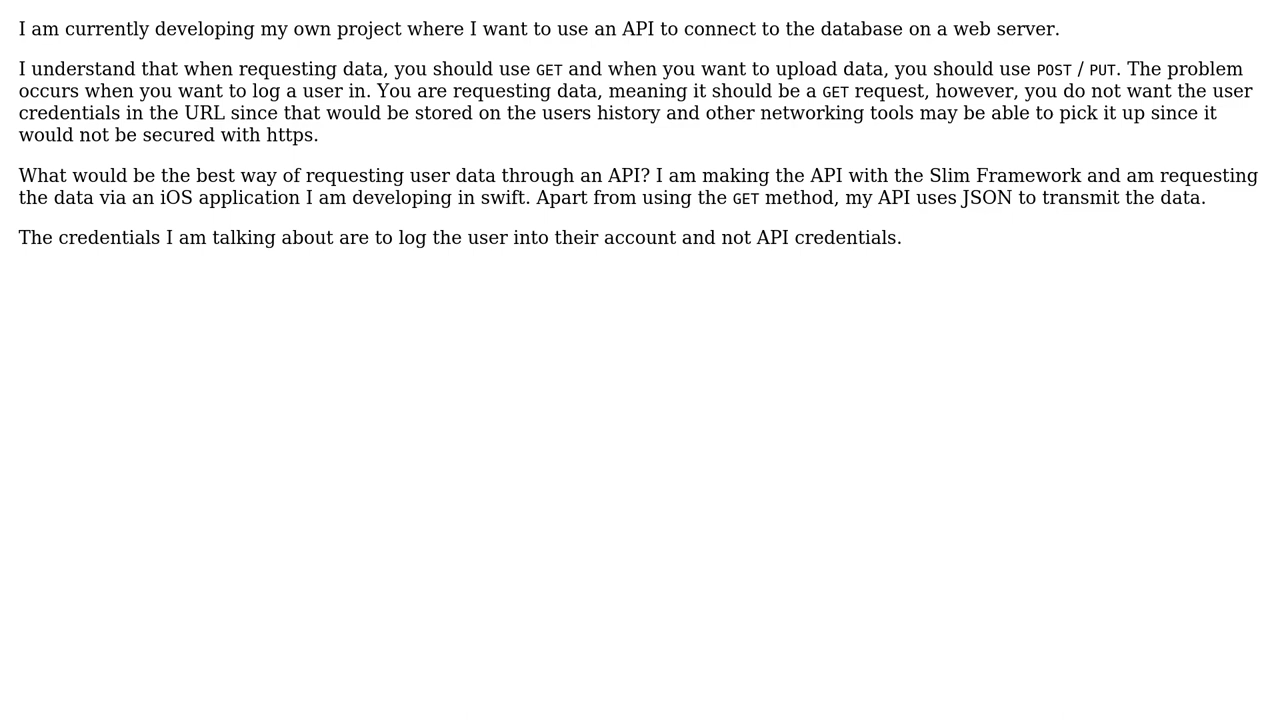 I am currently developing my own project where I want to use an API to connect to the database on a web server.
I understand that when requesting data, you should use GET and when you want to upload data, you should use POST / PUT. The problem
occurs when you want to log a user in. You are requesting data, meaning it should be a GET request, however, you do not want the user
credentials in the URL since that would be stored on the users history and other networking tools may be able to pick it up since it
would not be secured with https.
What would be the best way of requesting user data through an API? I am making the API with the Slim Framework and am requesting
the data via an iOS application I am developing in swift. Apart from using the GET method, my API uses JSON to transmit the data.
The credentials I am talking about are to log the user into their account and not API credentials.